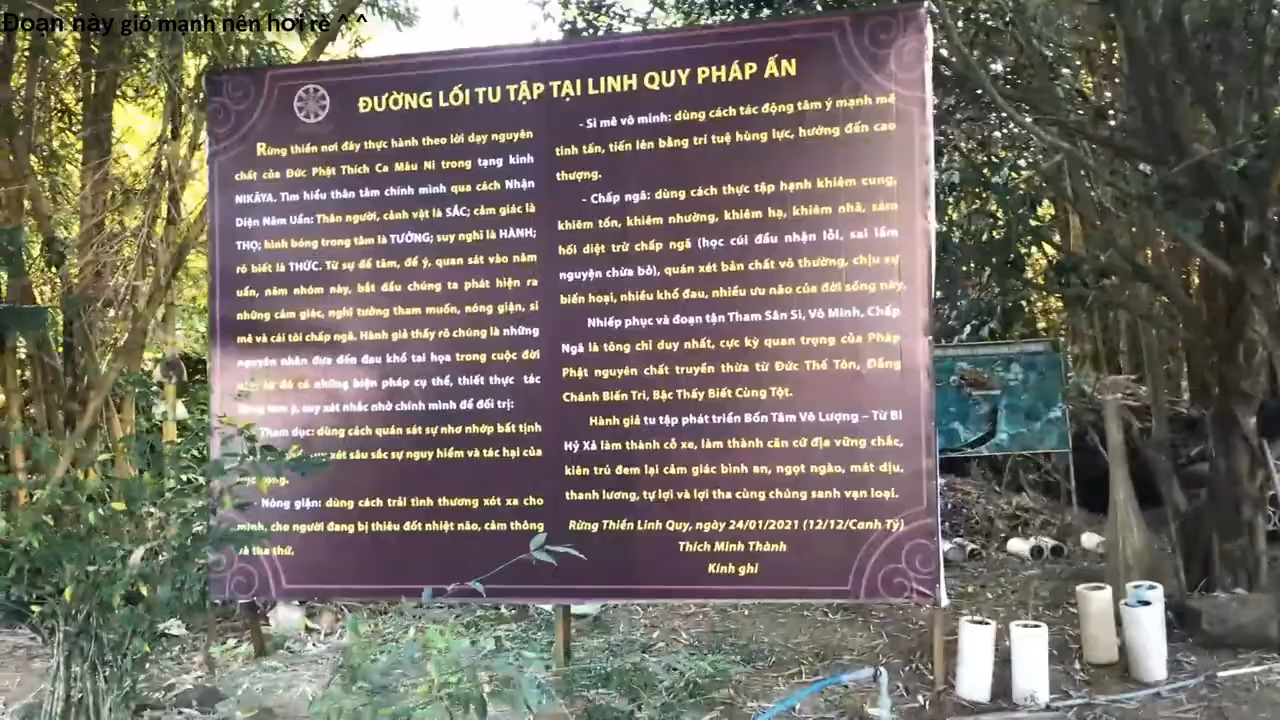 Đoạn này gió mạnh nên hơi rè ^ ^
ĐƯỜNG LỐI TU TẬP TẠI LINH QUY PHÁP ẤN
Rừng thiền nơi đây thực hành theo lời dạy nguyên
chất của Đức Phật Thích Ca Mâu Ni trong tạng kinh
NIKĀYA. Tìm hiểu thân tâm chính mình qua cách Nhận
Diện Năm Uẩn: Thân người, cảnh vật là SẮC; cảm giác là
THỌ; hình bóng trong tâm là TƯỞNG; suy nghĩ là HÀNH;
rõ biết là THỨC. Từ sự để tâm, để ý, quan sát vào năm
uẩn, năm nhóm này, bắt đầu chúng ta phát hiện ra
những cảm giác, nghĩ tưởng tham muốn, nóng giận, si
mê và cái tôi chấp ngã. Hành giả thấy rõ chúng là những
nguyên nhân đưa đến đau khổ tai họa trong cuộc đời
từ đó có những biện pháp cụ thể, thiết thực tác
ý, suy xét nhắc nhở chính mình để đối trị:
- Tham dục: dùng cách quán sát sự nhơ nhớp bất tịnh
xét sâu sắc sự nguy hiểm và tác hại của
- Nóng giận: dùng cách trải tình thương xót xa cho
mình, cho người đang bị thiêu đốt nhiệt não, cảm thông
và tha thứ.
- Si mê vô minh: dùng cách tác động tâm ý mạnh mẽ
tinh tấn, tiến lên bằng trí tuệ hùng lực, hướng đến cao
thượng.
- Chấp ngã: dùng cách thực tập hạnh khiêm cung,
khiêm tốn, khiêm nhường, khiêm hạ, khiêm nhã, sám
hối diệt trừ chấp ngã (học cúi đầu nhận lỗi, sai lầm
nguyện chừa bỏ), quán xét bản chất vô thường, chịu sự
biến hoại, nhiều khổ đau, nhiều ưu não của đời sống này.
Nhiếp phục và đoạn tận Tham Sân Si, Vô Minh, Chấp
Ngã là tông chỉ duy nhất, cực kỳ quan trọng của Pháp
Phật nguyên chất truyền thừa từ Đức Thế Tôn, Đấng
Chánh Biến Tri, Bậc Thấy Biết Cùng Tột.
Hành giả tu tập phát triển Bốn Tâm Vô Lượng – Từ Bi
Hỷ Xả làm thành cỗ xe, làm thành căn cứ địa vững chắc,
kiên trú đem lại cảm giác bình an, ngọt ngào, mát dịu,
thanh lương, tự lợi và lợi tha cùng chúng sanh vạn loại.
Rừng Thiền Linh Quy, ngày 24/01/2021 (12/12/Canh Tý)
Thích Minh Thành
Kính ghi